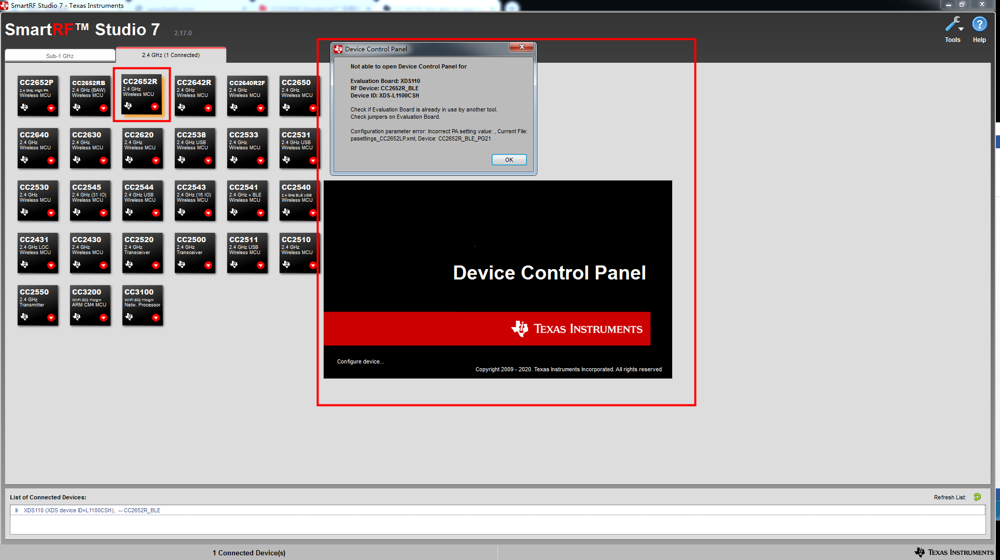 SmartRF Studio 7 - Texas Instruments
SmartRF™ Studio 7 2.17.0
Tools
Help
Sub-1 GHz
2.4 GHz (1 Connected)
CC2652P
2.4 GHz, High PA
Wireless MCU
CC2652RB
2.4 GHz (BAW)
Wireless MCU
CC2652R
2.4 GHz
Wireless MCU
CC2642R
2.4 GHz
Wireless MCU
CC2640R2F
2.4 GHz
Wireless MCU
CC2650
2.4 GHz
Wireless MCU
CC2640
2.4 GHz
Wireless MCU
CC2630
2.4 GHz
Wireless MCU
CC2620
2.4 GHz
Wireless MCU
CC2538
2.4 GHz USB
Wireless MCU
CC2533
2.4 GHz
Wireless MCU
CC2531
2.4 GHz USB
Wireless MCU
CC2530
2.4 GHz
Wireless MCU
CC2545
2.4 GHz (31 IO)
Wireless MCU
CC2544
2.4 GHz USB
Wireless MCU
CC2543
2.4 GHz (16 IO)
Wireless MCU
CC2541
2.4 GHz + BLE
Wireless MCU
CC2540
2.4 GHz BLE USB
Wireless MCU
CC2431
2.4 GHz LOC
Wireless MCU
CC2430
2.4 GHz
Wireless MCU
CC2520
2.4 GHz
Transceiver
CC2500
2.4 GHz
Transceiver
CC2511
2.4 GHz USB
Wireless MCU
CC2510
2.4 GHz
Wireless MCU
CC2550
2.4 GHz
Transmitter
CC3200
Wi-Fi 802.11b/g/n
ARM CM4 MCU
CC3100
Wi-Fi 802.11b/g/n
Netw. Processor
Device Control Panel
Not able to open Device Control Panel for
Evaluation Board: XDS110
RF Device: CC2652R_BLE
Device ID: XDS-L1100CSH
Check if Evaluation Board is already in use by another tool.
Check jumpers on Evaluation Board.
Configuration parameter error: Incorrect PA setting value: , Current File:
pasettings_CC2652LP.xml, Device: CC2652R_BLE_PG21
OK
Device Control Panel
TEXAS INSTRUMENTS
Configure device...
Copyright 2009 - 2020. Texas Instruments Incorporated. All rights reserved
List of Connected Devices:
Refresh List:
XDS110 (XDS device ID=L1100CSH), -- CC2652R_BLE
1 Connected Device(s)
TEXAS INSTRUMENTS